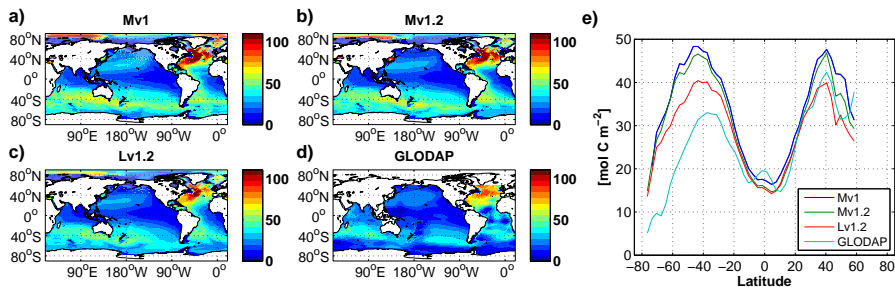 a) Mv1
80°N
40°N
0°
40°S
80°S
90°E 180°W 90°W 0°
100
50
0
b) Mv1.2
80°N
40°N
0°
40°S
80°S
90°E 180°W 90°W 0°
100
50
0
c) Lv1.2
80°N
40°N
0°
40°S
80°S
90°E 180°W 90°W 0°
100
50
0
d) GLODAP
80°N
40°N
0°
40°S
80°S
90°E 180°W 90°W 0°
100
50
0
e)
[mol C m⁻²]
50
40
30
20
10
0
−80 −60 −40 −20 0 20 40 60 80
Latitude
Mv1
Mv1.2
Lv1.2
GLODAP